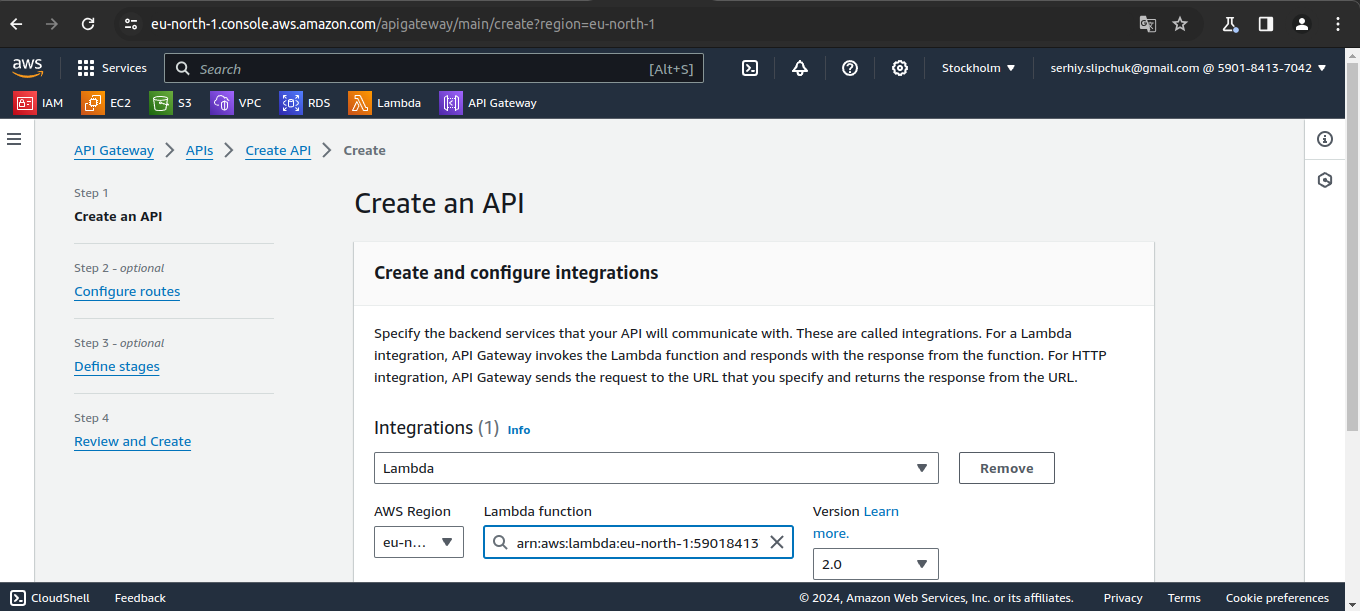 eu-north-1.console.aws.amazon.com/apigateway/main/create?region=eu-north-1
aws
Services
Search
[Alt+S]
Stockholm
serhiy.slipchuk@gmail.com @ 5901-8413-7042
IAM
EC2
S3
VPC
RDS
Lambda
API Gateway
API Gateway
APIs
Create API
Create
Step 1
Create an API
Step 2 - optional
Configure routes
Step 3 - optional
Define stages
Step 4
Review and Create
Create an API
Create and configure integrations
Specify the backend services that your API will communicate with. These are called integrations. For a Lambda
integration, API Gateway invokes the Lambda function and responds with the response from the function. For HTTP
integration, API Gateway sends the request to the URL that you specify and returns the response from the URL.
Integrations (1) Info
Lambda
Remove
AWS Region
eu-n...
Lambda function
arn:aws:lambda:eu-north-1:59018413
Version Learn
more.
2.0
CloudShell
Feedback
© 2024, Amazon Web Services, Inc. or its affiliates.
Privacy
Terms
Cookie preferences